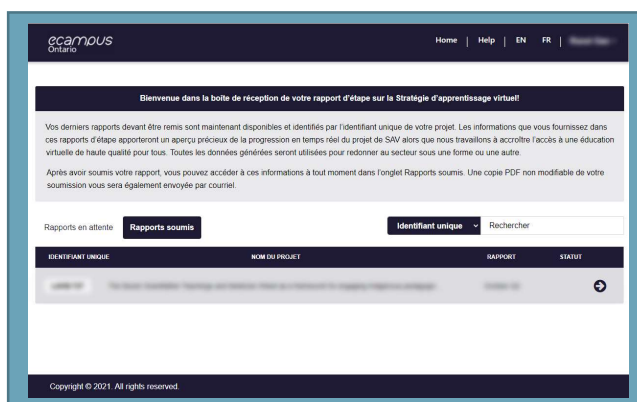 ecampus
Ontario
Home | Help | EN FR |
Bienvenue dans la boîte de réception de votre rapport d'étape sur la Stratégie d'apprentissage virtuel!
Vos derniers rapports devant être remis sont maintenant disponibles et identifiés par l'identifiant unique de votre projet. Les informations que vous fournissez dans
ces rapports d'étape apporteront un aperçu précieux de la progression en temps réel du projet de SAV alors que nous travaillons à accroître l'accès à une éducation
virtuelle de haute qualité pour tous. Toutes les données générées seront utilisées pour redonner au secteur sous une forme ou une autre.
Après avoir soumis votre rapport, vous pouvez accéder à ces informations à tout moment dans l'onglet Rapports soumis. Une copie PDF non modifiable de votre
soumission vous sera également envoyée par courriel.
Rapports en attente Rapports soumis Identifiant unique Rechercher
IDENTIFIANT UNIQUE NOM DU PROJET RAPPORT STATUT
Copyright © 2021. All rights reserved.